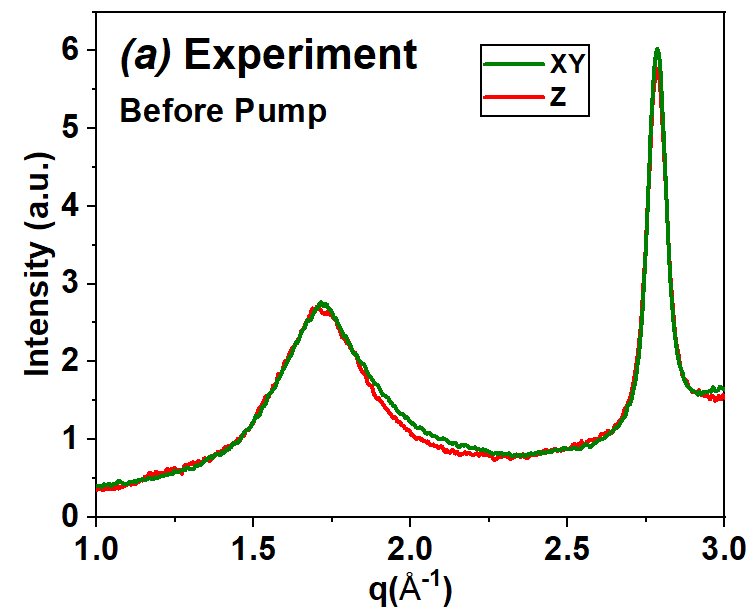 (a) Experiment
Before Pump
XY
Z
Intensity (a.u.)
6
5
4
3
2
1
0
1.0 1.5 2.0 2.5 3.0
q(Å⁻¹)